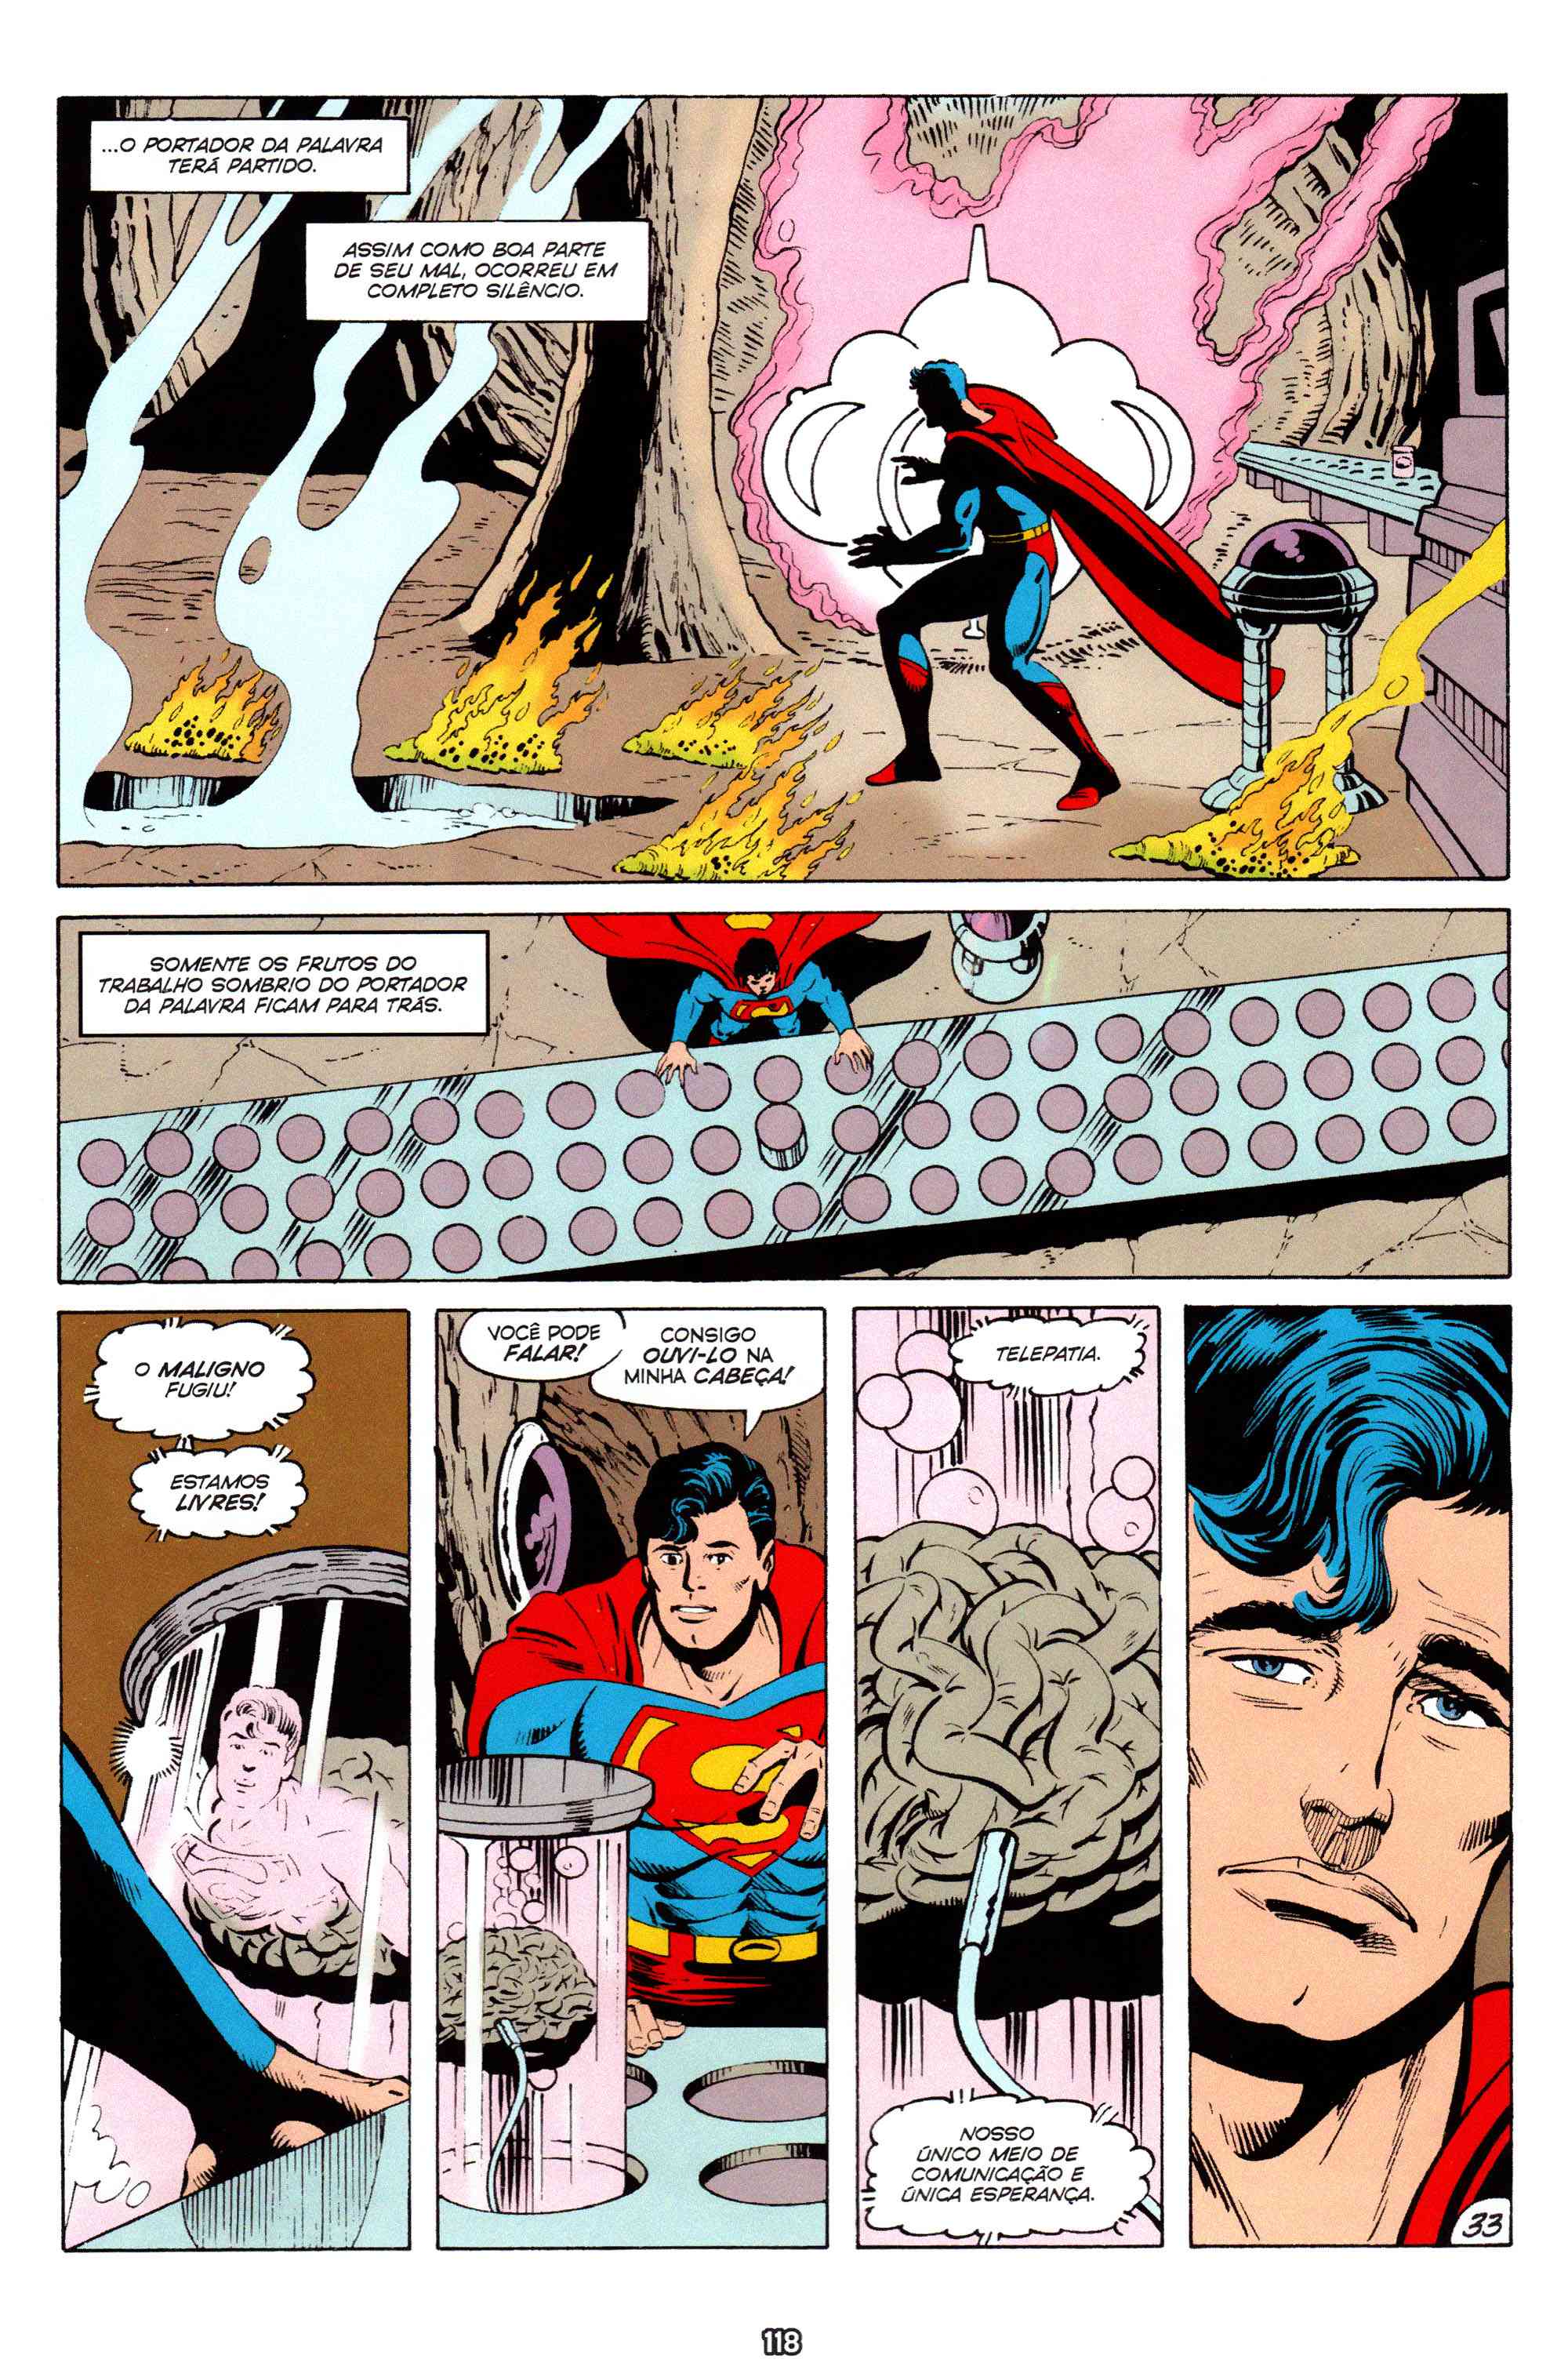 ...O PORTADOR DA PALAVRA
TERÁ PARTIDO.
ASSIM COMO BOA PARTE
DE SEU MAL, OCORREU EM
COMPLETO SILÊNCIO.
SOMENTE OS FRUTOS DO
TRABALHO SOMBRIO DO PORTADOR
DA PALAVRA FICAM PARA TRÁS.
O MALIGNO
FUGIU!
ESTAMOS
LIVRES!
VOCÊ PODE
FALAR!
CONSIGO
OUVI-LO NA
MINHA CABEÇA!
TELEPATIA.
NOSSO
ÚNICO MEIO DE
COMUNICAÇÃO E
ÚNICA ESPERANÇA.
33
118